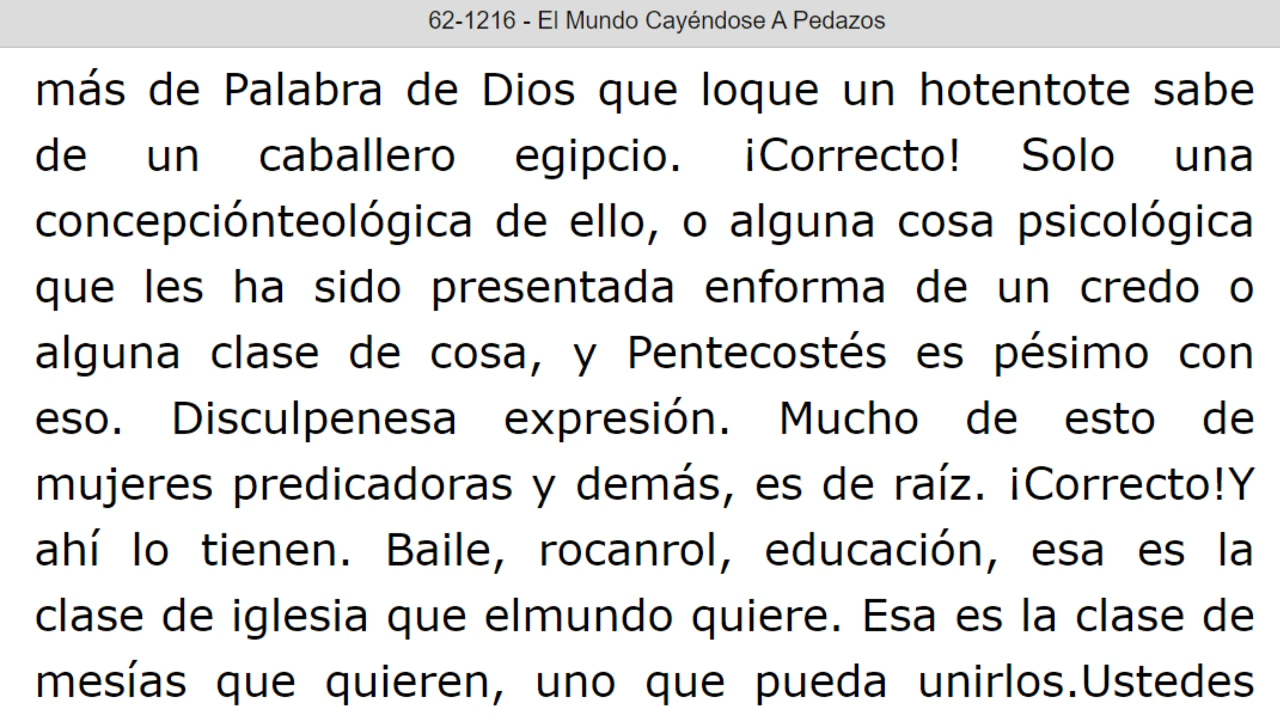 62-1216 - El Mundo Cayéndose A Pedazos
más de Palabra de Dios que loque un hotentote sabe
de un caballero egipcio. ¡Correcto! Solo una
concepciónteológica de ello, o alguna cosa psicológica
que les ha sido presentada enforma de un credo o
alguna clase de cosa, y Pentecostés es pésimo con
eso. Disculpenesa expresión. Mucho de esto de
mujeres predicadoras y demás, es de raíz. ¡Correcto!Y
ahí lo tienen. Baile, rocanrol, educación, esa es la
clase de iglesia que elmundo quiere. Esa es la clase de
mesías que quieren, uno que pueda unirlos.Ustedes